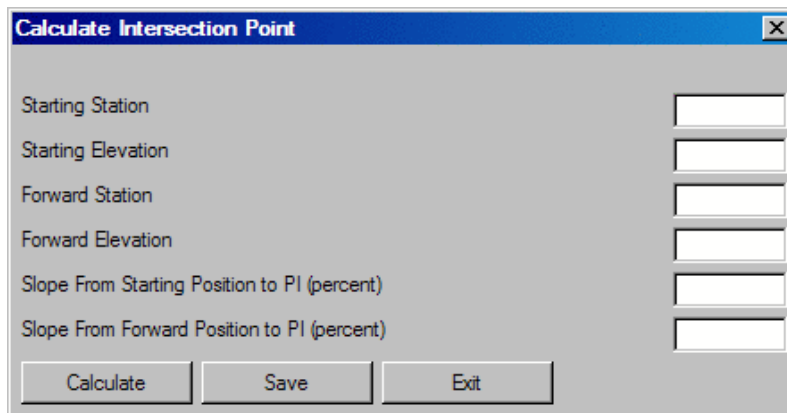 Calculate Intersection Point
Starting Station
Starting Elevation
Forward Station
Forward Elevation
Slope From Starting Position to PI (percent)
Slope From Forward Position to PI (percent)
Calculate Save Exit